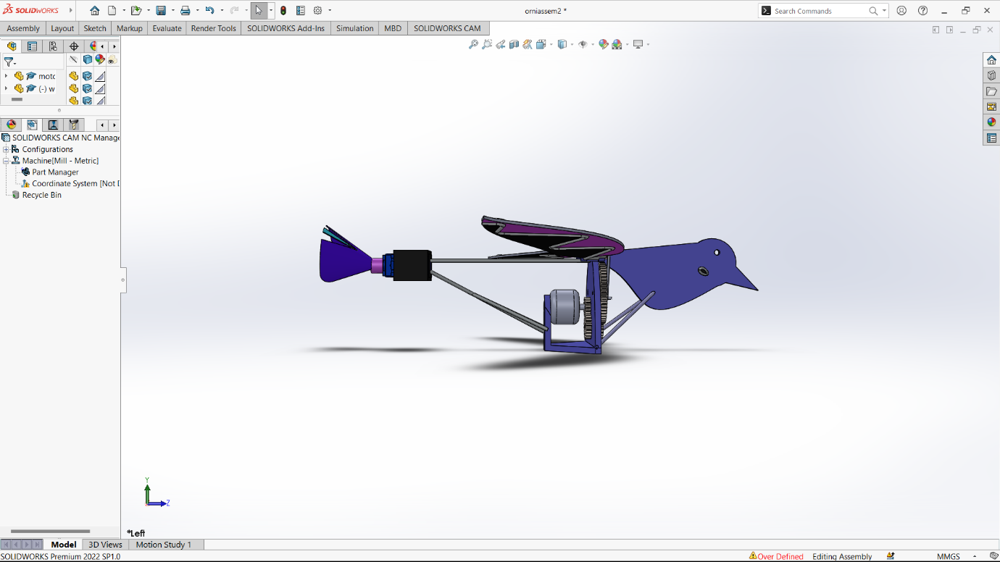 SOLIDWORKS
orniassem2 *
Search Commands
Assembly Layout Sketch Markup Evaluate Render Tools SOLIDWORKS Add-Ins Simulation MBD SOLIDWORKS CAM
motc
(-) w
SOLIDWORKS CAM NC Manage
Configurations
Machine[Mill - Metric]
Part Manager
Coordinate System [Not D
Recycle Bin
Y
Z
*Left
Model 3D Views Motion Study 1
SOLIDWORKS Premium 2022 SP1.0 Over Defined Editing Assembly MMGS